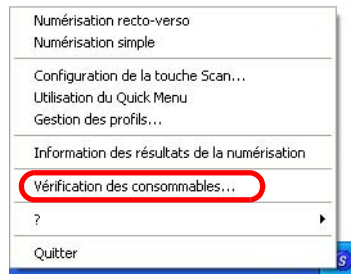 Numérisation recto-verso
Numérisation simple
Configuration de la touche Scan...
Utilisation du Quick Menu
Gestion des profils...
Information des résultats de la numérisation
Vérification des consommables...
?
Quitter
S